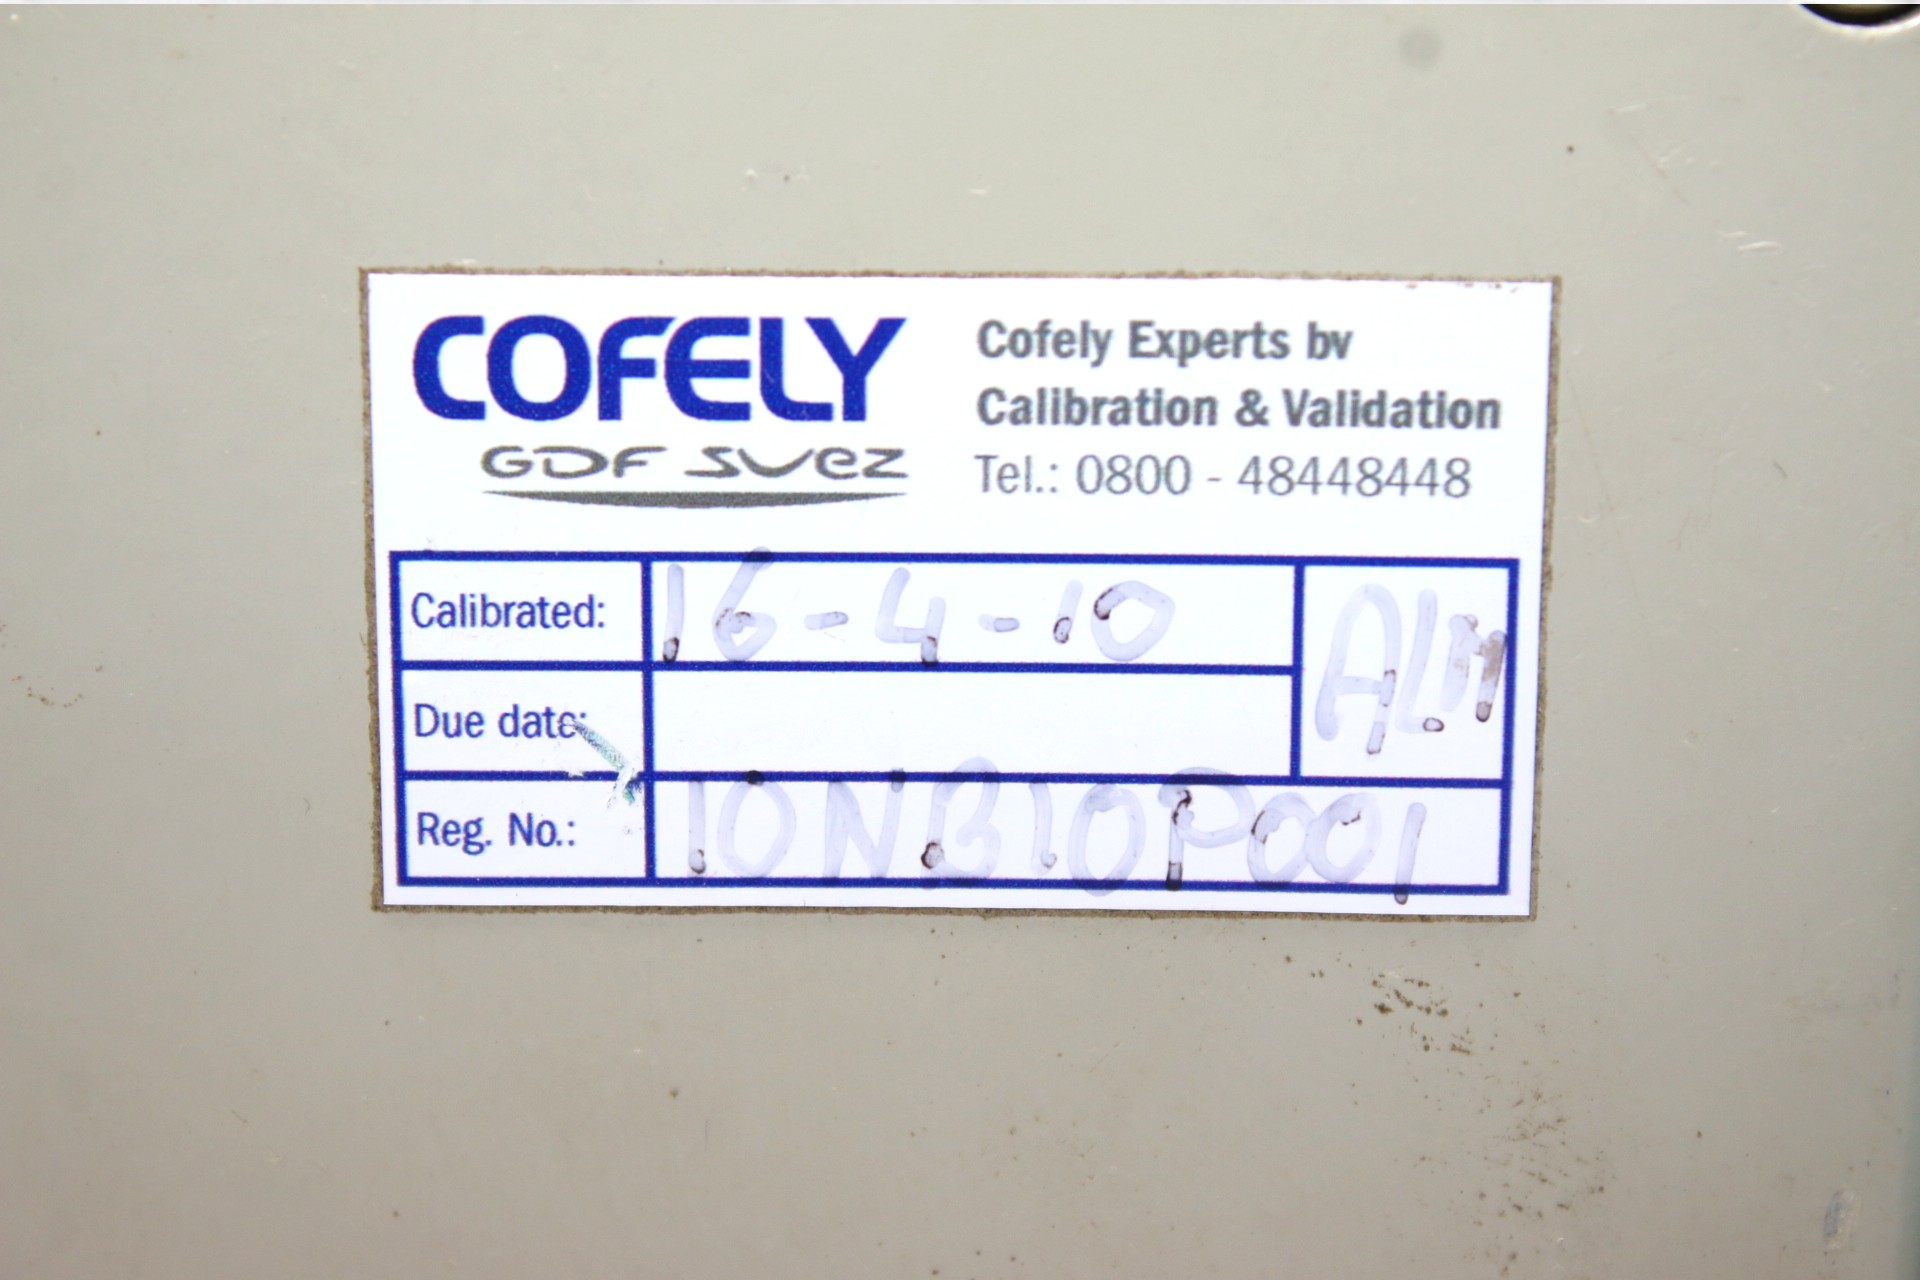 COFELY
GDF SUEZ
Cofely Experts bv
Calibration & Validation
Tel.: 0800 - 48448448
Calibrated: 16-4-10
ALM
Due date:
Reg. No.: 10NB10P001